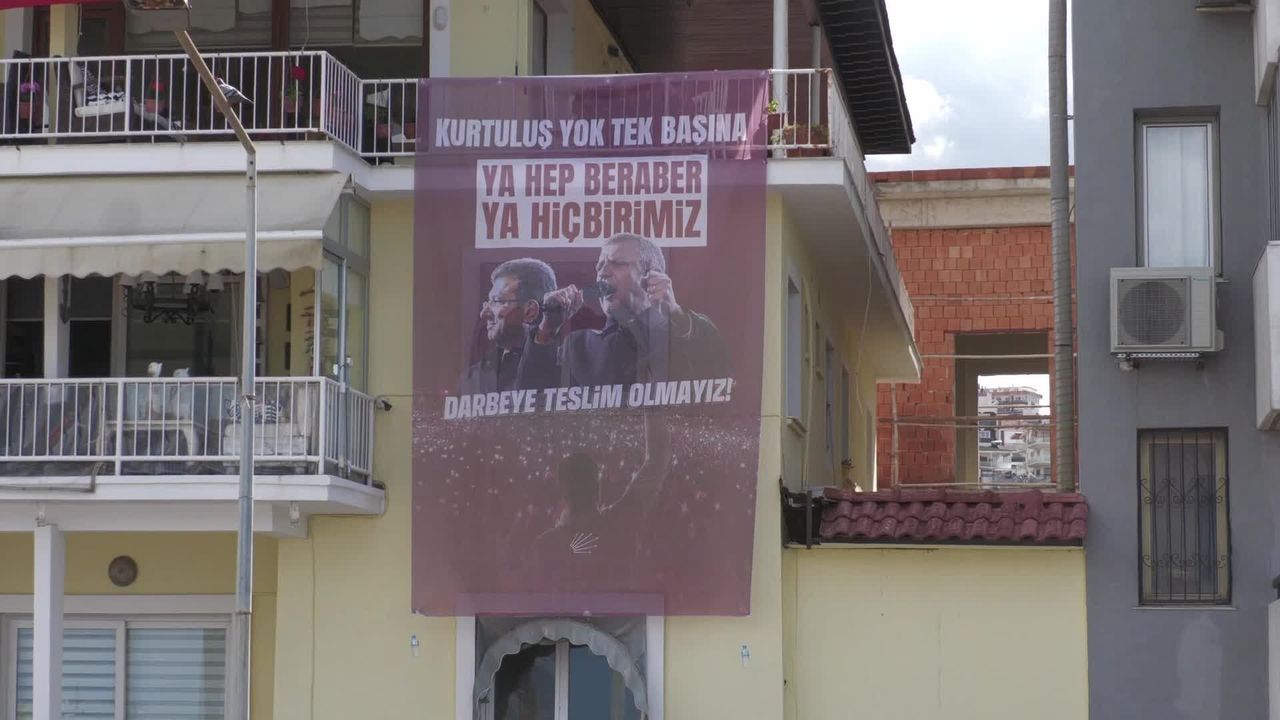 KURTULUŞ YOK TEK BAŞINA
YA HEP BERABER
YA HİÇBİRİMİZ
DARBEYE TESLİM OLMAYIZ!